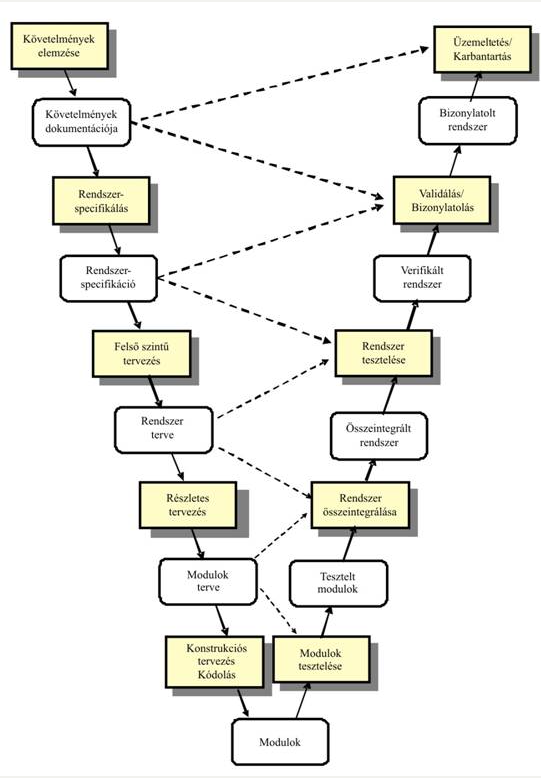 Követelmények
elemzése
Követelmények
dokumentációja
Rendszer-
specifikálás
Rendszer-
specifikáció
Felső szintű
tervezés
Rendszer
terve
Részletes
tervezés
Modulok
terve
Konstrukciós
tervezés
Kódolás
Modulok
Modulok
tesztelése
Tesztelt
modulok
Rendszer
összeintegrálása
Összeintegrált
rendszer
Rendszer
tesztelése
Verifikált
rendszer
Validálás/
Bizonylatolás
Bizonylatolt
rendszer
Üzemeltetés/
Karbantartás